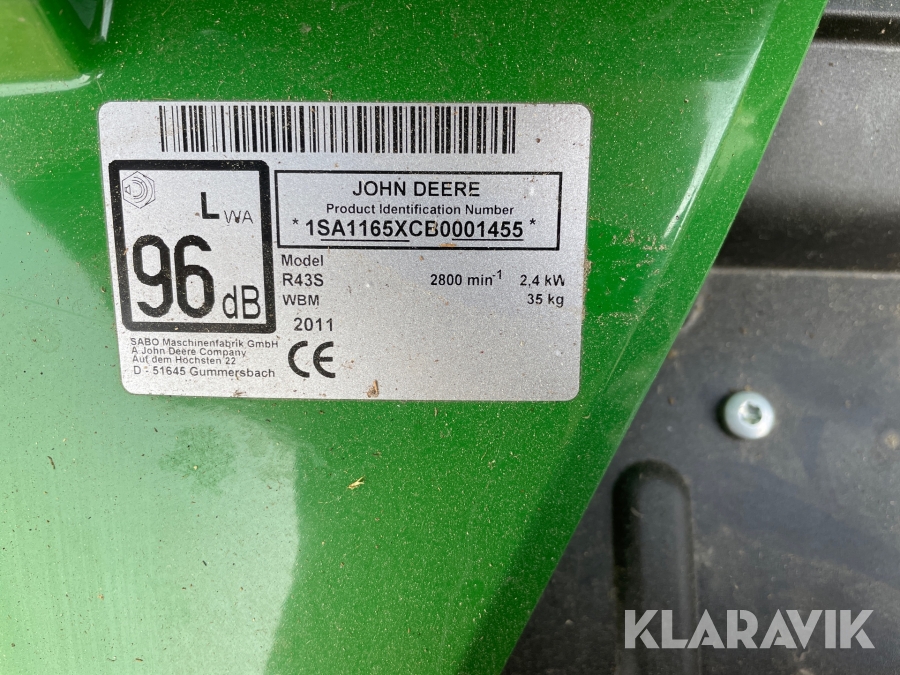 JOHN DEERE
Product Identification Number
* 1SA1165XCB0001455 *
LWA
96 dB
Model
R43S 2800 min-1 2,4 kW
WBM 35 kg
2011
CE
SABO Maschinenfabrik GmbH
A John Deere Company
Auf dem Höchsten 22
D - 51645 Gummersbach
KLARAVIK